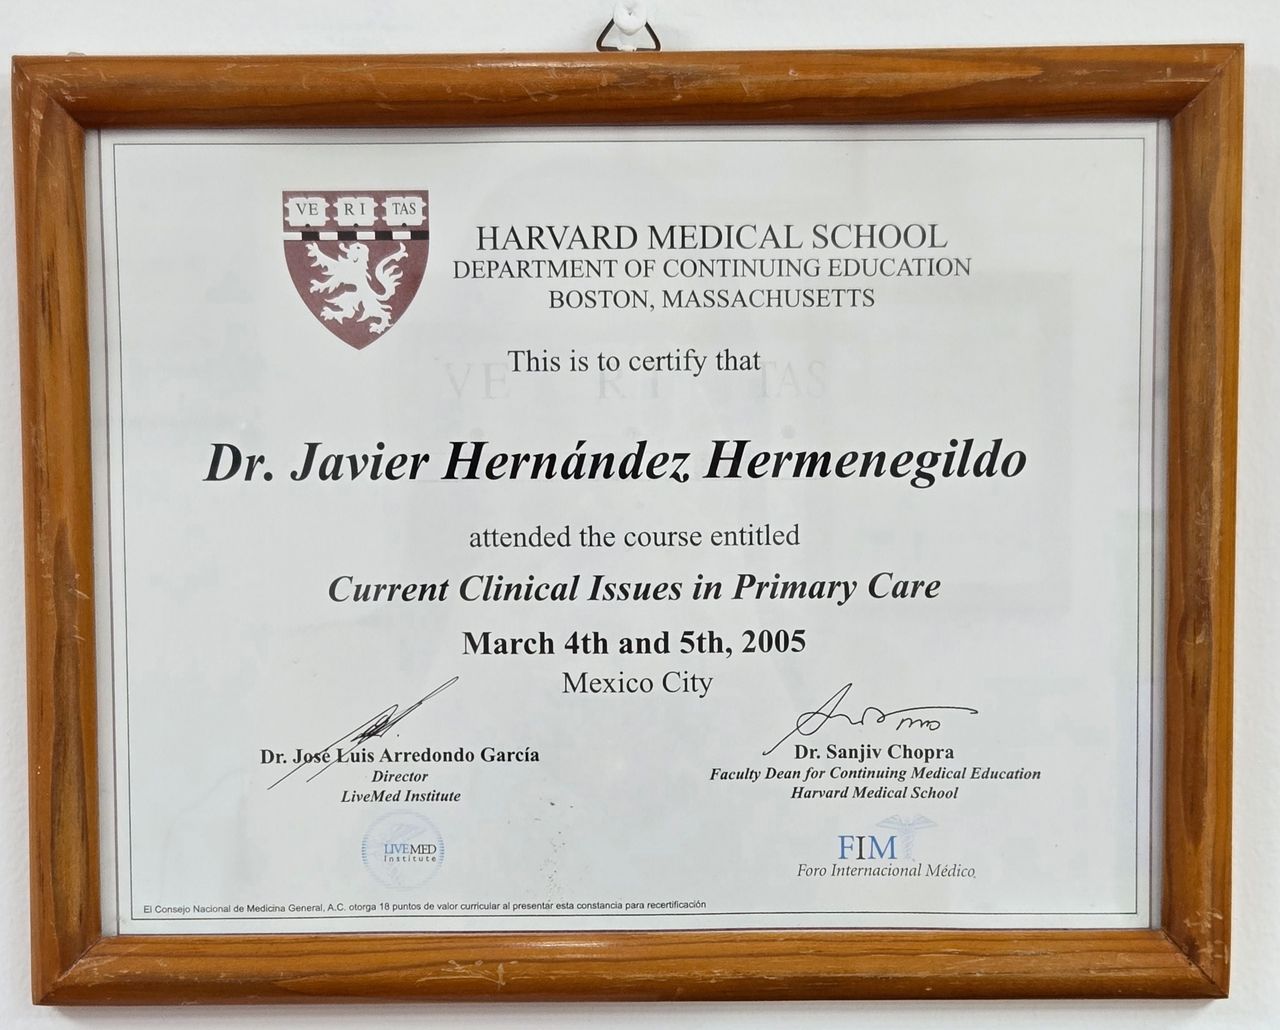 VE RI TAS
HARVARD MEDICAL SCHOOL
DEPARTMENT OF CONTINUING EDUCATION
BOSTON, MASSACHUSETTS
This is to certify that
VE RI TAS
Dr. Javier Hernández Hermenegildo
attended the course entitled
Current Clinical Issues in Primary Care
March 4th and 5th, 2005
Mexico City
Dr. José Luis Arredondo García
Director
LiveMed Institute
Dr. Sanjiv Chopra
Faculty Dean for Continuing Medical Education
Harvard Medical School
LIVEMED
Institute
FIM
Foro Internacional Médico
El Consejo Nacional de Medicina General, A.C. otorga 18 puntos de valor curricular al presentar esta constancia para recertificación